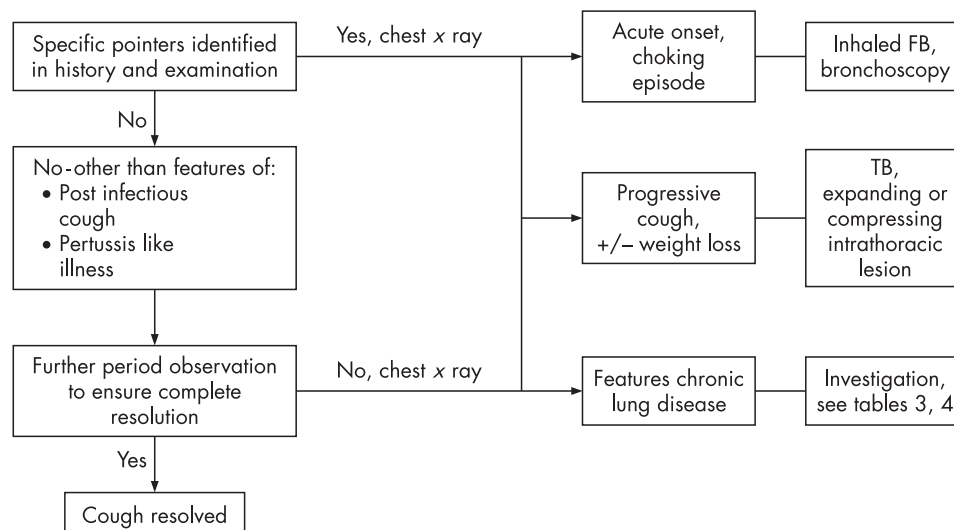 Specific pointers identified
in history and examination
Yes, chest x ray
Acute onset,
choking
episode
Inhaled FB,
bronchoscopy
No
No-other than features of:
• Post infectious
cough
• Pertussis like
illness
Progressive
cough,
+/– weight loss
TB,
expanding or
compressing
intrathoracic
lesion
Further period observation
to ensure complete
resolution
No, chest x ray
Features chronic
lung disease
Investigation,
see tables 3, 4
Yes
Cough resolved